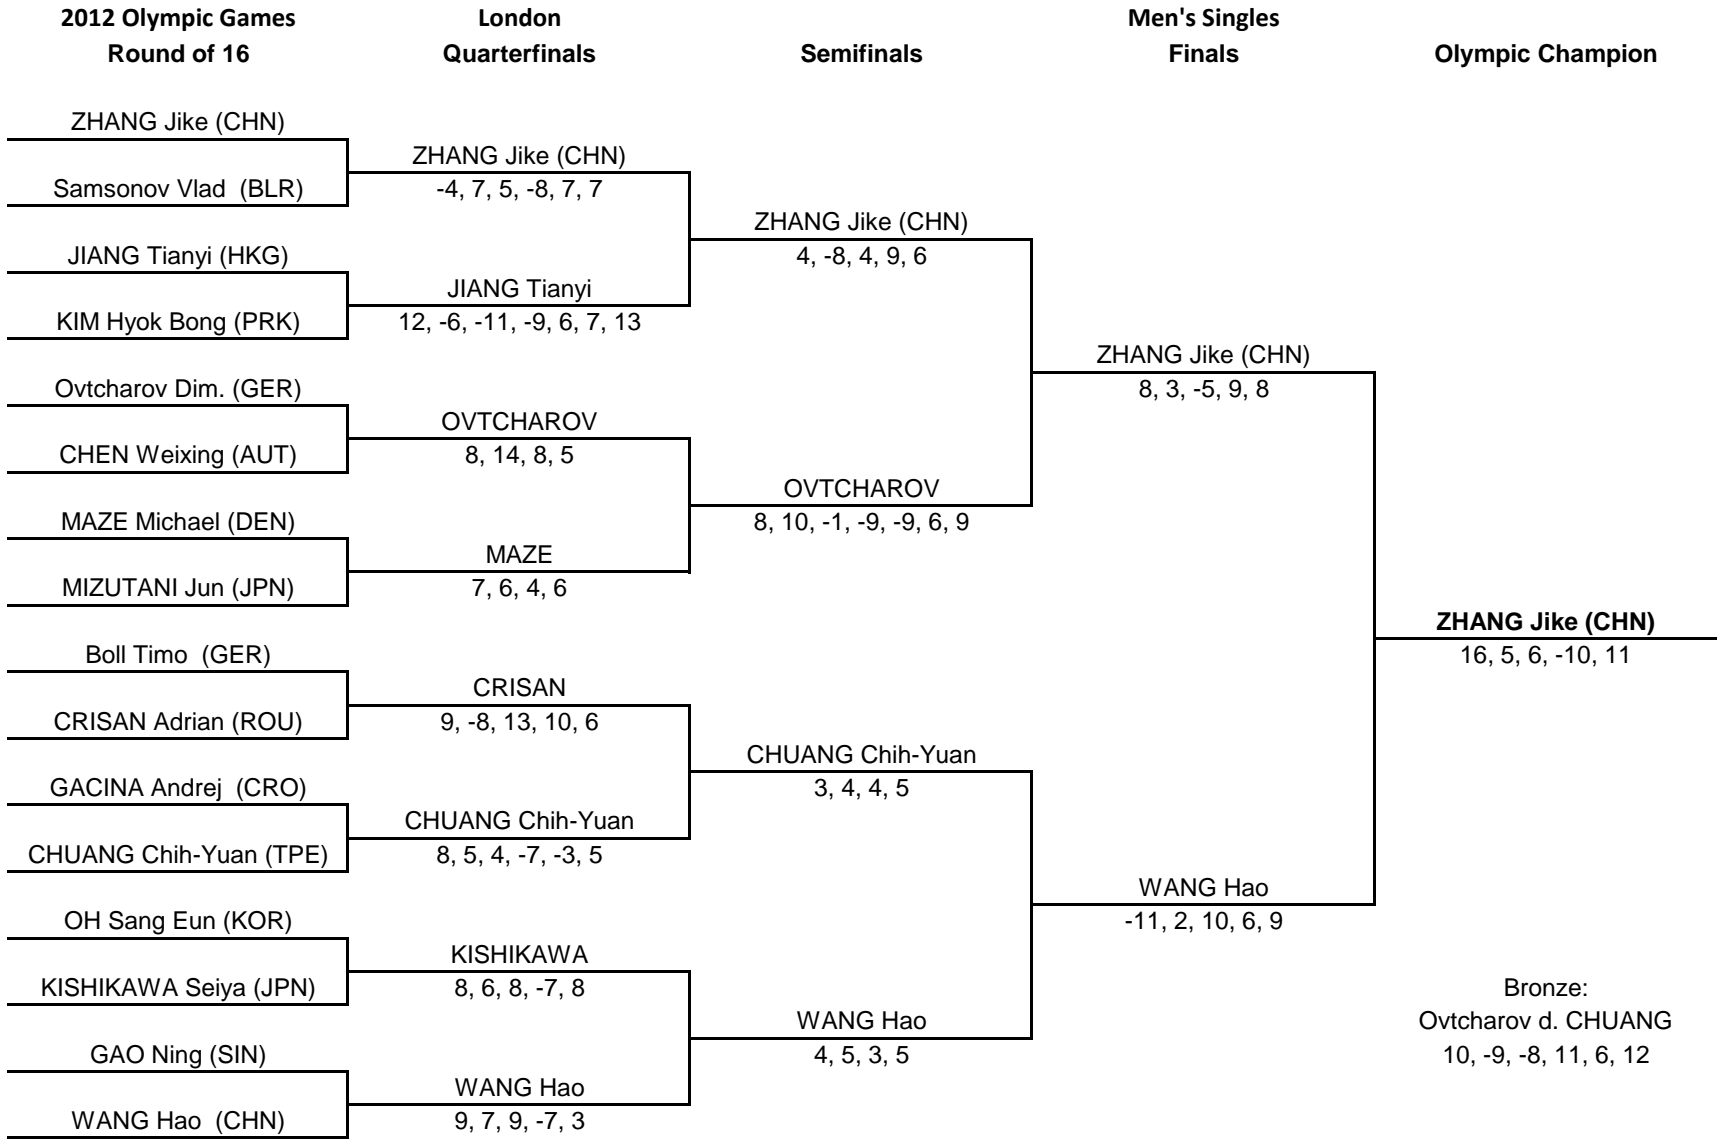 2012 Olympic Games London Men's Singles
Round of 16 Quarterfinals Semifinals Finals Olympic Champion
ZHANG Jike (CHN)
ZHANG Jike (CHN)
Samsonov Vlad (BLR) -4, 7, 5, -8, 7, 7
ZHANG Jike (CHN)
JIANG Tianyi (HKG) 4, -8, 4, 9, 6
JIANG Tianyi
KIM Hyok Bong (PRK) 12, -6, -11, -9, 6, 7, 13
ZHANG Jike (CHN)
Ovtcharov Dim. (GER) 8, 3, -5, 9, 8
OVTCHAROV
CHEN Weixing (AUT) 8, 14, 8, 5
OVTCHAROV
MAZE Michael (DEN) 8, 10, -1, -9, -9, 6, 9
MAZE
MIZUTANI Jun (JPN) 7, 6, 4, 6
ZHANG Jike (CHN)
Boll Timo (GER) 16, 5, 6, -10, 11
CRISAN
CRISAN Adrian (ROU) 9, -8, 13, 10, 6
CHUANG Chih-Yuan
GACINA Andrej (CRO) 3, 4, 4, 5
CHUANG Chih-Yuan
CHUANG Chih-Yuan (TPE) 8, 5, 4, -7, -3, 5
WANG Hao
OH Sang Eun (KOR) -11, 2, 10, 6, 9
KISHIKAWA
KISHIKAWA Seiya (JPN) 8, 6, 8, -7, 8 Bronze:
WANG Hao Ovtcharov d. CHUANG
GAO Ning (SIN) 4, 5, 3, 5 10, -9, -8, 11, 6, 12
WANG Hao
WANG Hao (CHN) 9, 7, 9, -7, 3